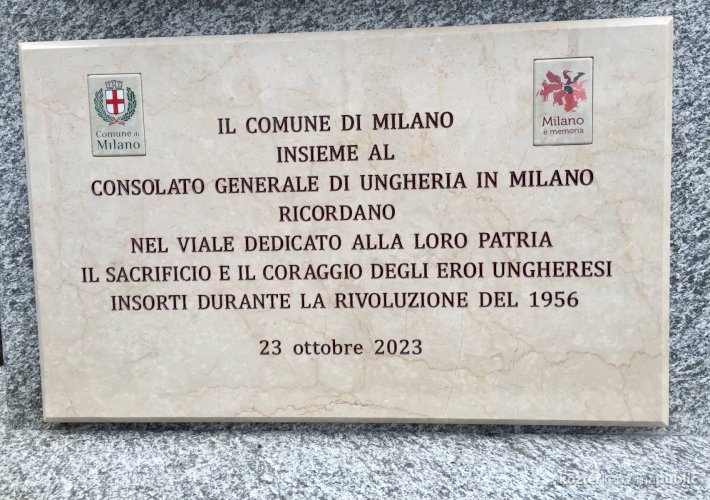 Comune di
Milano
Milano
è memoria
IL COMUNE DI MILANO
INSIEME AL
CONSOLATO GENERALE DI UNGHERIA IN MILANO
RICORDANO
NEL VIALE DEDICATO ALLA LORO PATRIA
IL SACRIFICIO E IL CORAGGIO DEGLI EROI UNGHERESI
INSORTI DURANTE LA RIVOLUZIONE DEL 1956
23 ottobre 2023